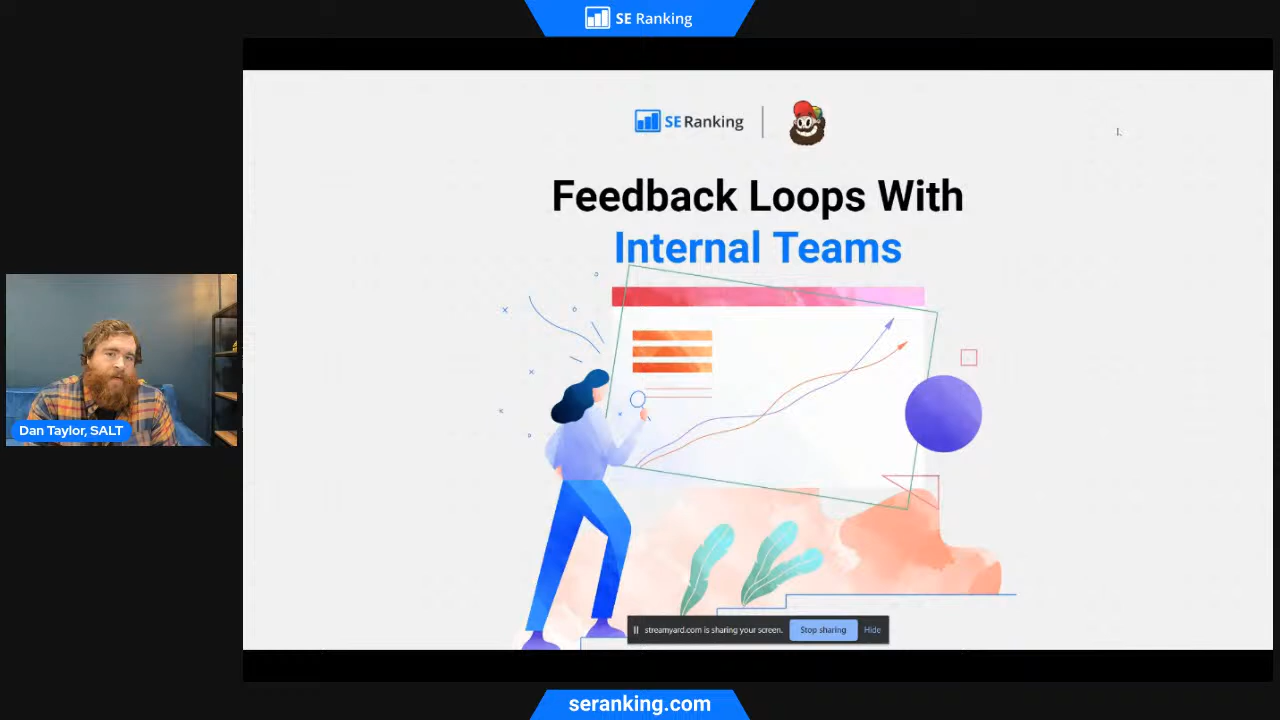 SE Ranking
SE Ranking
Feedback Loops With
Internal Teams
Dan Taylor, SALT
streamyard.com is sharing your screen. Stop sharing Hide
seranking.com